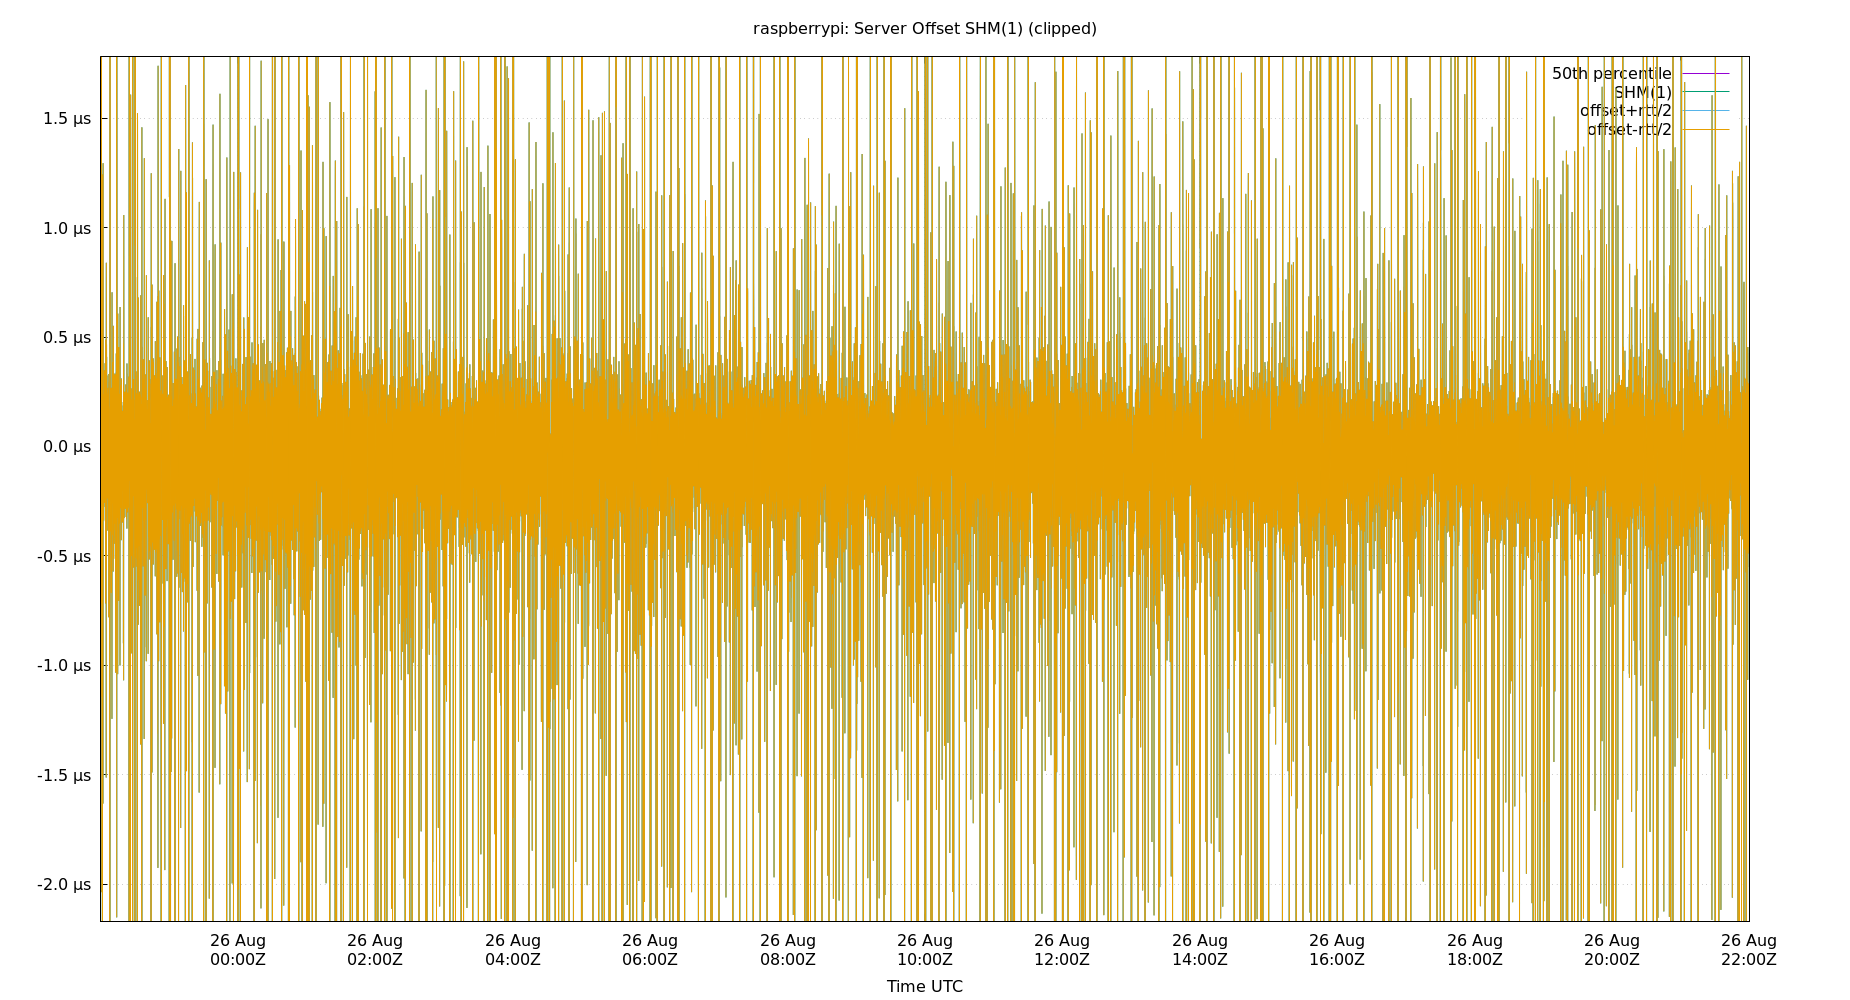 raspberrypi: Server Offset SHM(1) (clipped)
50th percentile
SHM(1)
offset+rtt/2
offset-rtt/2
1.5 µs
1.0 µs
0.5 µs
0.0 µs
-0.5 µs
-1.0 µs
-1.5 µs
-2.0 µs
26 Aug 26 Aug 26 Aug 26 Aug 26 Aug 26 Aug 26 Aug 26 Aug 26 Aug 26 Aug 26 Aug 26 Aug
00:00Z 02:00Z 04:00Z 06:00Z 08:00Z 10:00Z 12:00Z 14:00Z 16:00Z 18:00Z 20:00Z 22:00Z
Time UTC